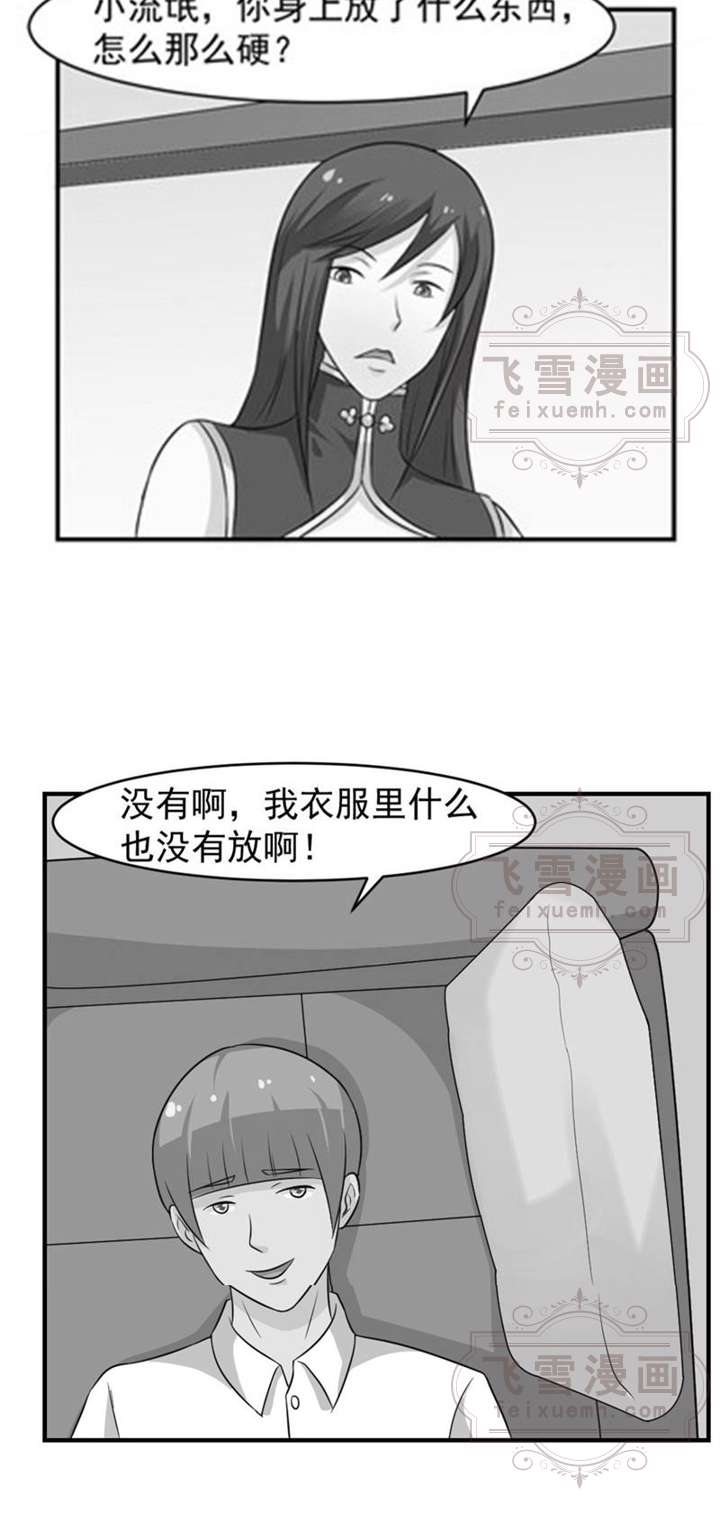 小流氓，你身上放了什么东西，
怎么那么硬？
飞雪漫画
feixuemh.com
没有啊，我衣服里什么
也没有放啊！
飞雪漫画
feixuemh.com
飞雪漫画
feixuemh.com